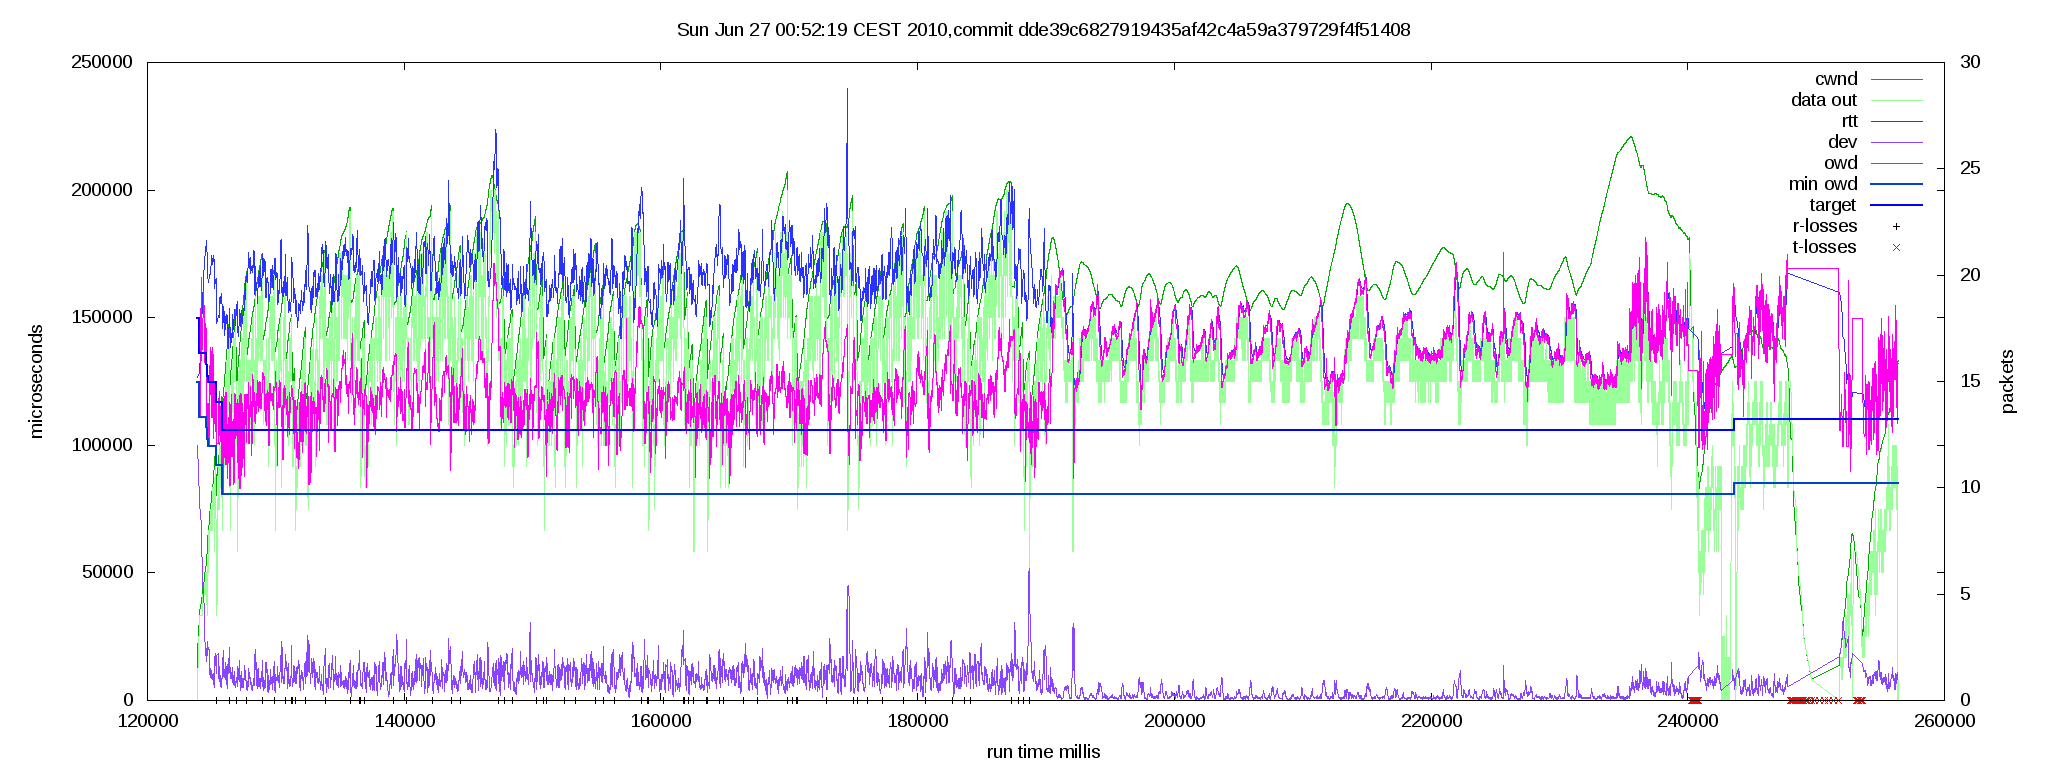 Sun Jun 27 00:52:19 CEST 2010,commit dde39c6827919435af42c4a59a379729f4f51408
250000
200000
150000
100000
50000
0
microseconds
30
25
20
15
10
5
0
packets
cwnd
data out
rtt
dev
owd
min owd
target
r-losses
t-losses
120000 140000 160000 180000 200000 220000 240000 260000
run time millis